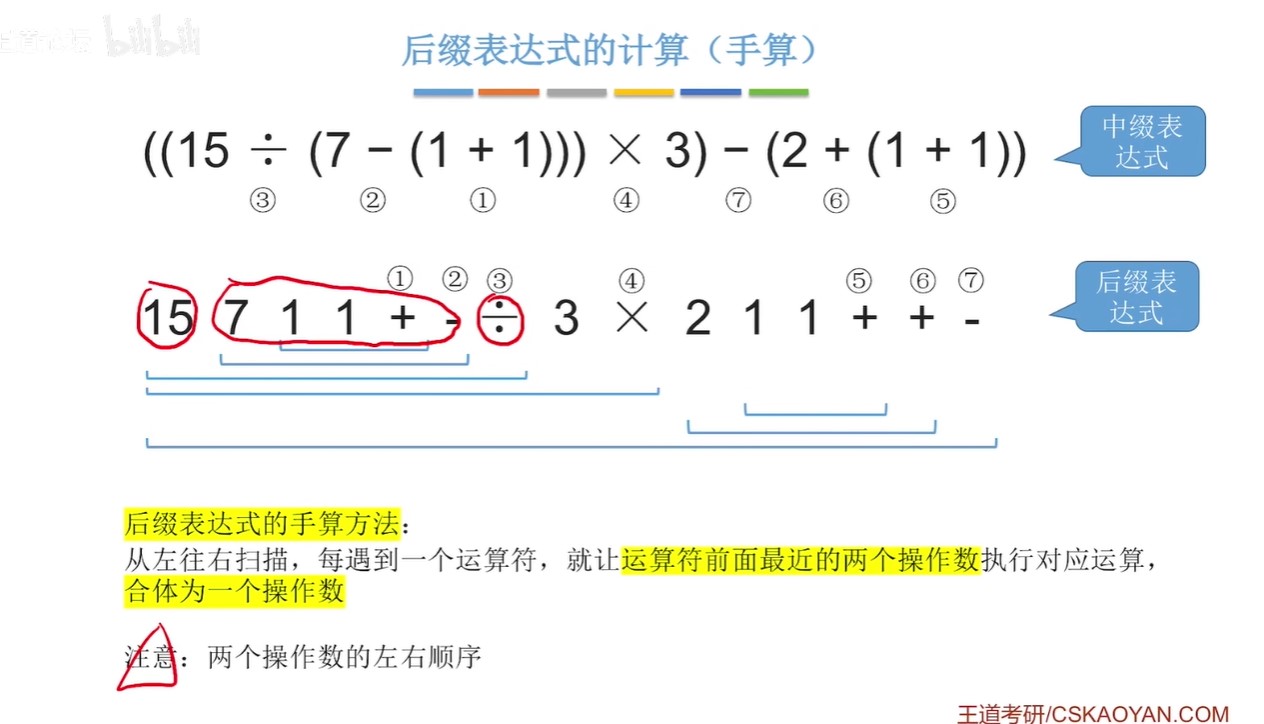 bilibili
后缀表达式的计算（手算）
((15 ÷ (7 − (1 + 1))) × 3) − (2 + (1 + 1))
中缀表
达式
③ ② ① ④ ⑦ ⑥ ⑤
① ② ③ ④ ⑤ ⑥ ⑦
15 7 1 1 + - ÷ 3 × 2 1 1 + + -
后缀表
达式
后缀表达式的手算方法：
从左往右扫描，每遇到一个运算符，就让运算符前面最近的两个操作数执行对应运算，
合体为一个操作数
注意：两个操作数的左右顺序
王道考研/CSKAOYAN.COM